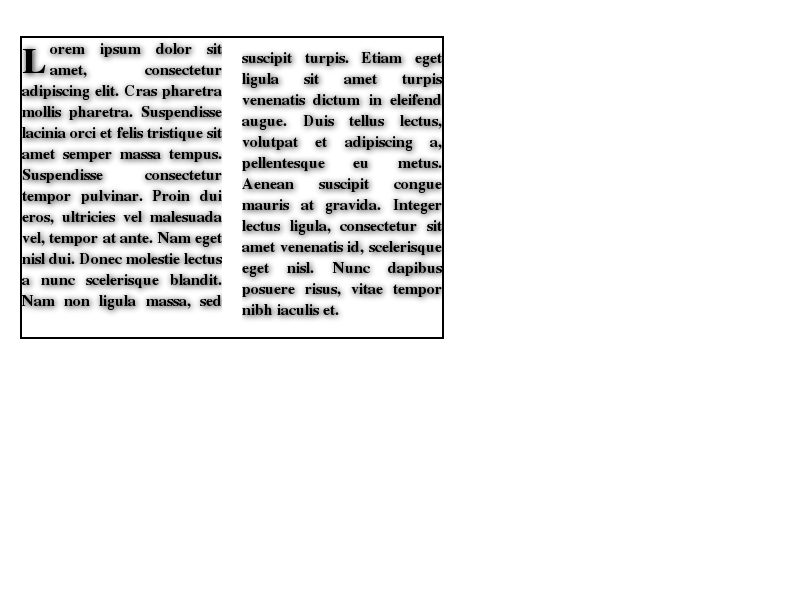 Lorem ipsum dolor sit
amet, consectetur
adipiscing elit. Cras pharetra
mollis pharetra. Suspendisse
lacinia orci et felis tristique sit
amet semper massa tempus.
Suspendisse consectetur
tempor pulvinar. Proin dui
eros, ultricies vel malesuada
vel, tempor at ante. Nam eget
nisl dui. Donec molestie lectus
a nunc scelerisque blandit.
Nam non ligula massa, sed
suscipit turpis. Etiam eget
ligula sit amet turpis
venenatis dictum in eleifend
augue. Duis tellus lectus,
volutpat et adipiscing a,
pellentesque eu metus.
Aenean suscipit congue
mauris at gravida. Integer
lectus ligula, consectetur sit
amet venenatis id, scelerisque
eget nisl. Nunc dapibus
posuere risus, vitae tempor
nibh iaculis et.